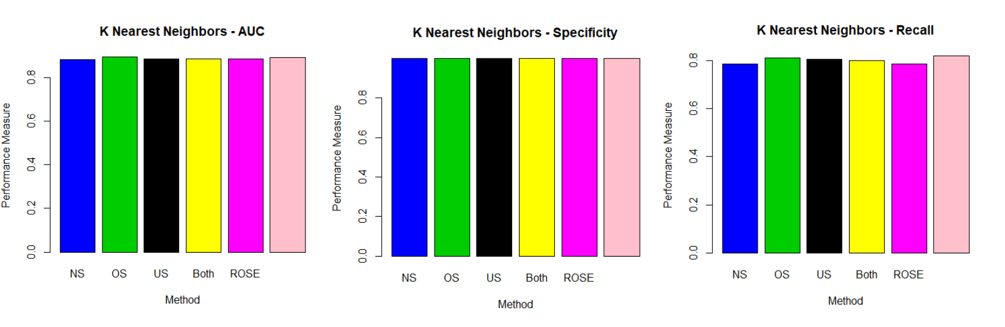 K Nearest Neighbors - AUC
Performance Measure
0.0 0.2 0.4 0.6 0.8
NS OS US Both ROSE
Method
K Nearest Neighbors - Specificity
Performance Measure
0.0 0.2 0.4 0.6 0.8
NS OS US Both ROSE
Method
K Nearest Neighbors - Recall
Performance Measure
0.0 0.2 0.4 0.6 0.8
NS OS US Both ROSE
Method